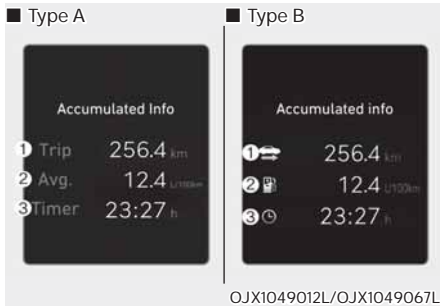 ■ Type A
■ Type B
Accumulated Info
① Trip 256.4 km
② Avg. 12.4 L/100km
③ Timer 23:27 h
Accumulated info
① 256.4 km
② 12.4 L/100km
③ 23:27 h
OJX1049012L/OJX1049067L